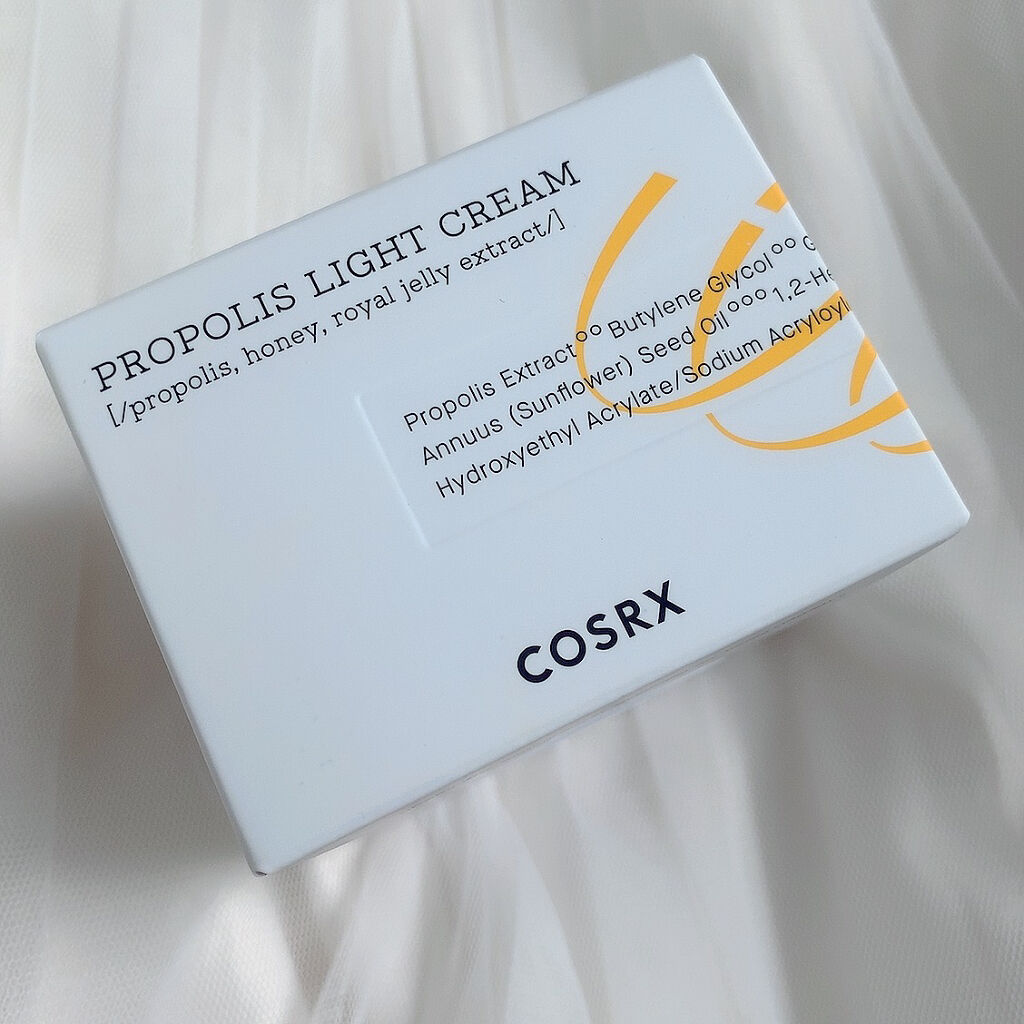 PROPOLIS LIGHT CREAM
[/propolis, honey, royal jelly extract/]
Propolis Extract°° Butylene Glycol°° G
Annuus (Sunflower) Seed Oil°°° 1,2-He
Hydroxyethyl Acrylate/Sodium Acryloyl
COSRX